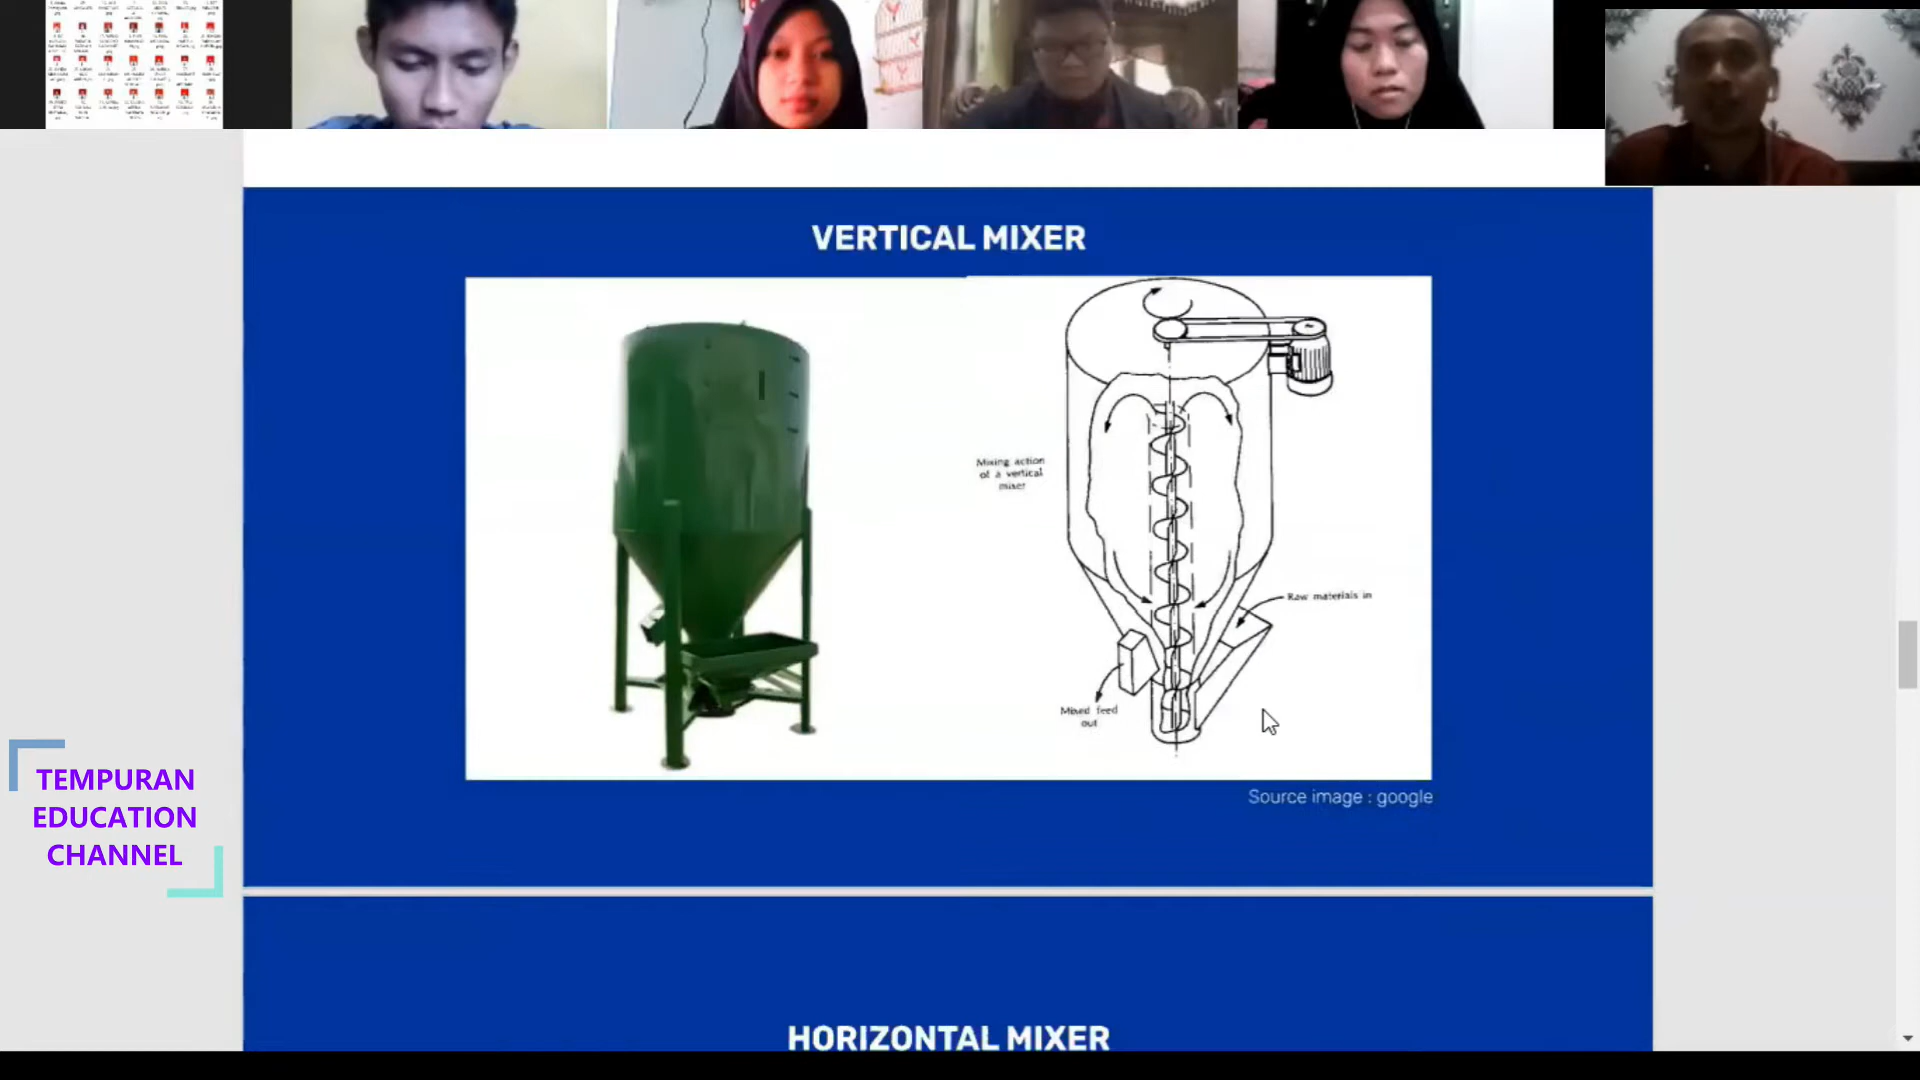 VERTICAL MIXER
Mixing action
of a vertical
mixer
Raw materials in
Mixed feed
out
Source image : google
TEMPURAN
EDUCATION
CHANNEL
HORIZONTAL MIXER